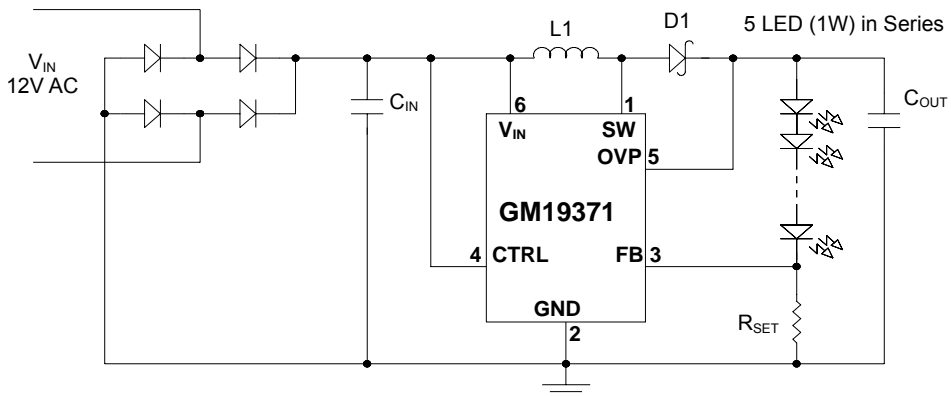 L1
D1
5 LED (1W) in Series
VIN
12V AC
CIN
COUT
6
1
VIN
SW
OVP 5
GM19371
4 CTRL
FB 3
GND
2
RSET